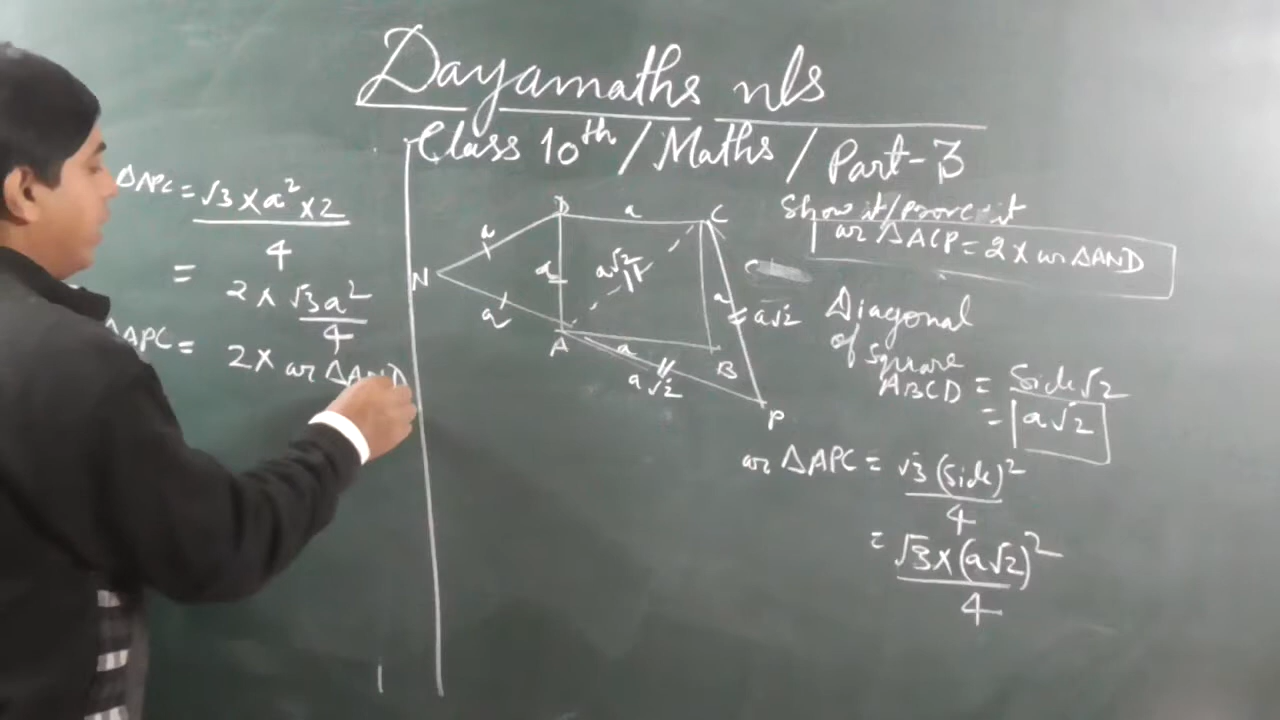 Dayamaths nls
Class 10th / Maths / Part-3
ΔAPC = √3 × a² × 2
4
= 2 × √3a²
4
ΔAPC = 2 × ar ΔAND
D
a
C
a
N
a
a
a√2
A
a
B
a√2
P
a
a√2
Show it/prove it
ar ΔACP = 2 × ar ΔAND
Diagonal
of
Square
ABCD = Side√2
= a√2
ar ΔAPC = √3 (Side)²
4
= √3 × (a√2)²
4